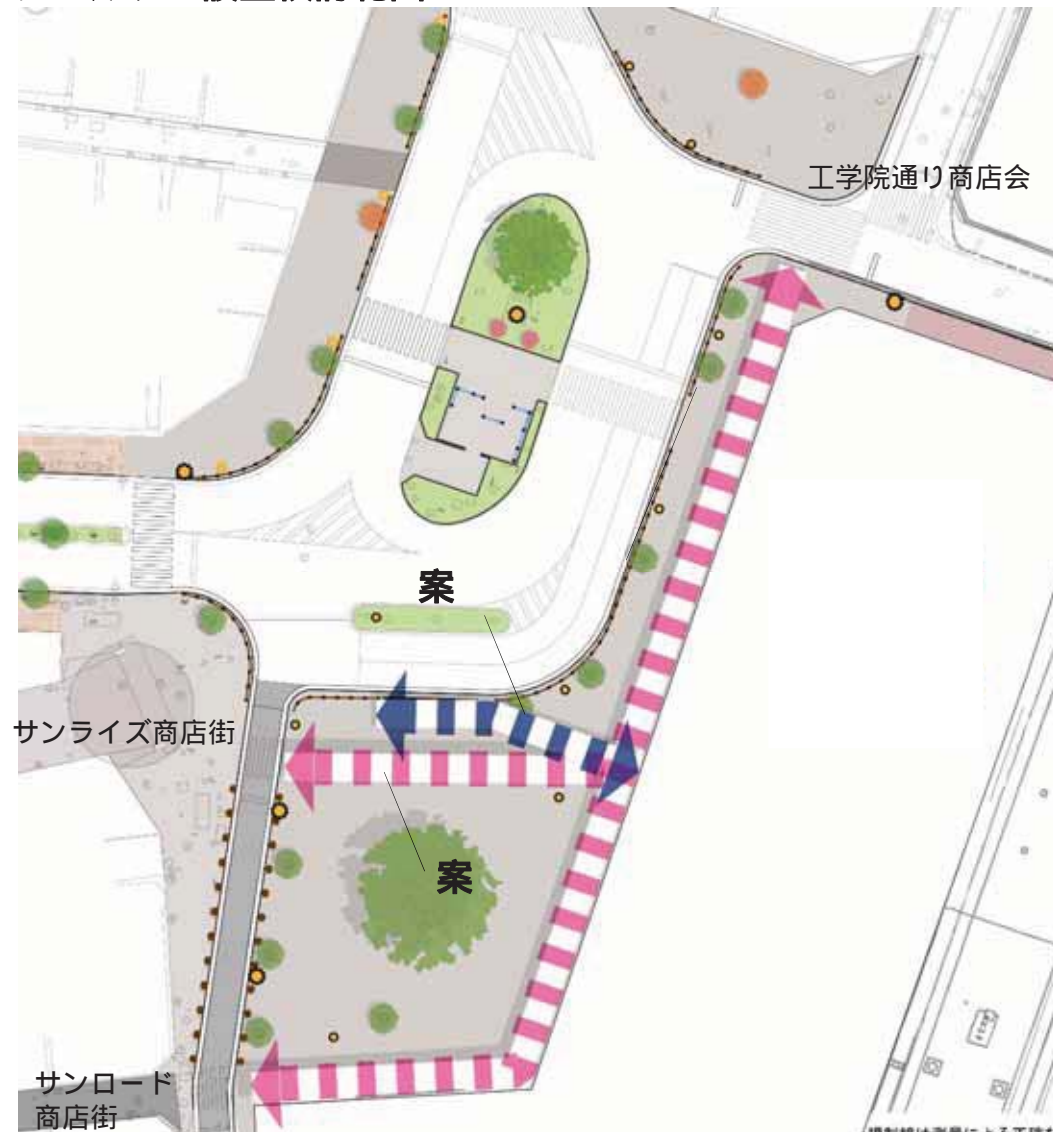 工学院通り商店会
案
サンライズ商店街
案
サンロード
商店街